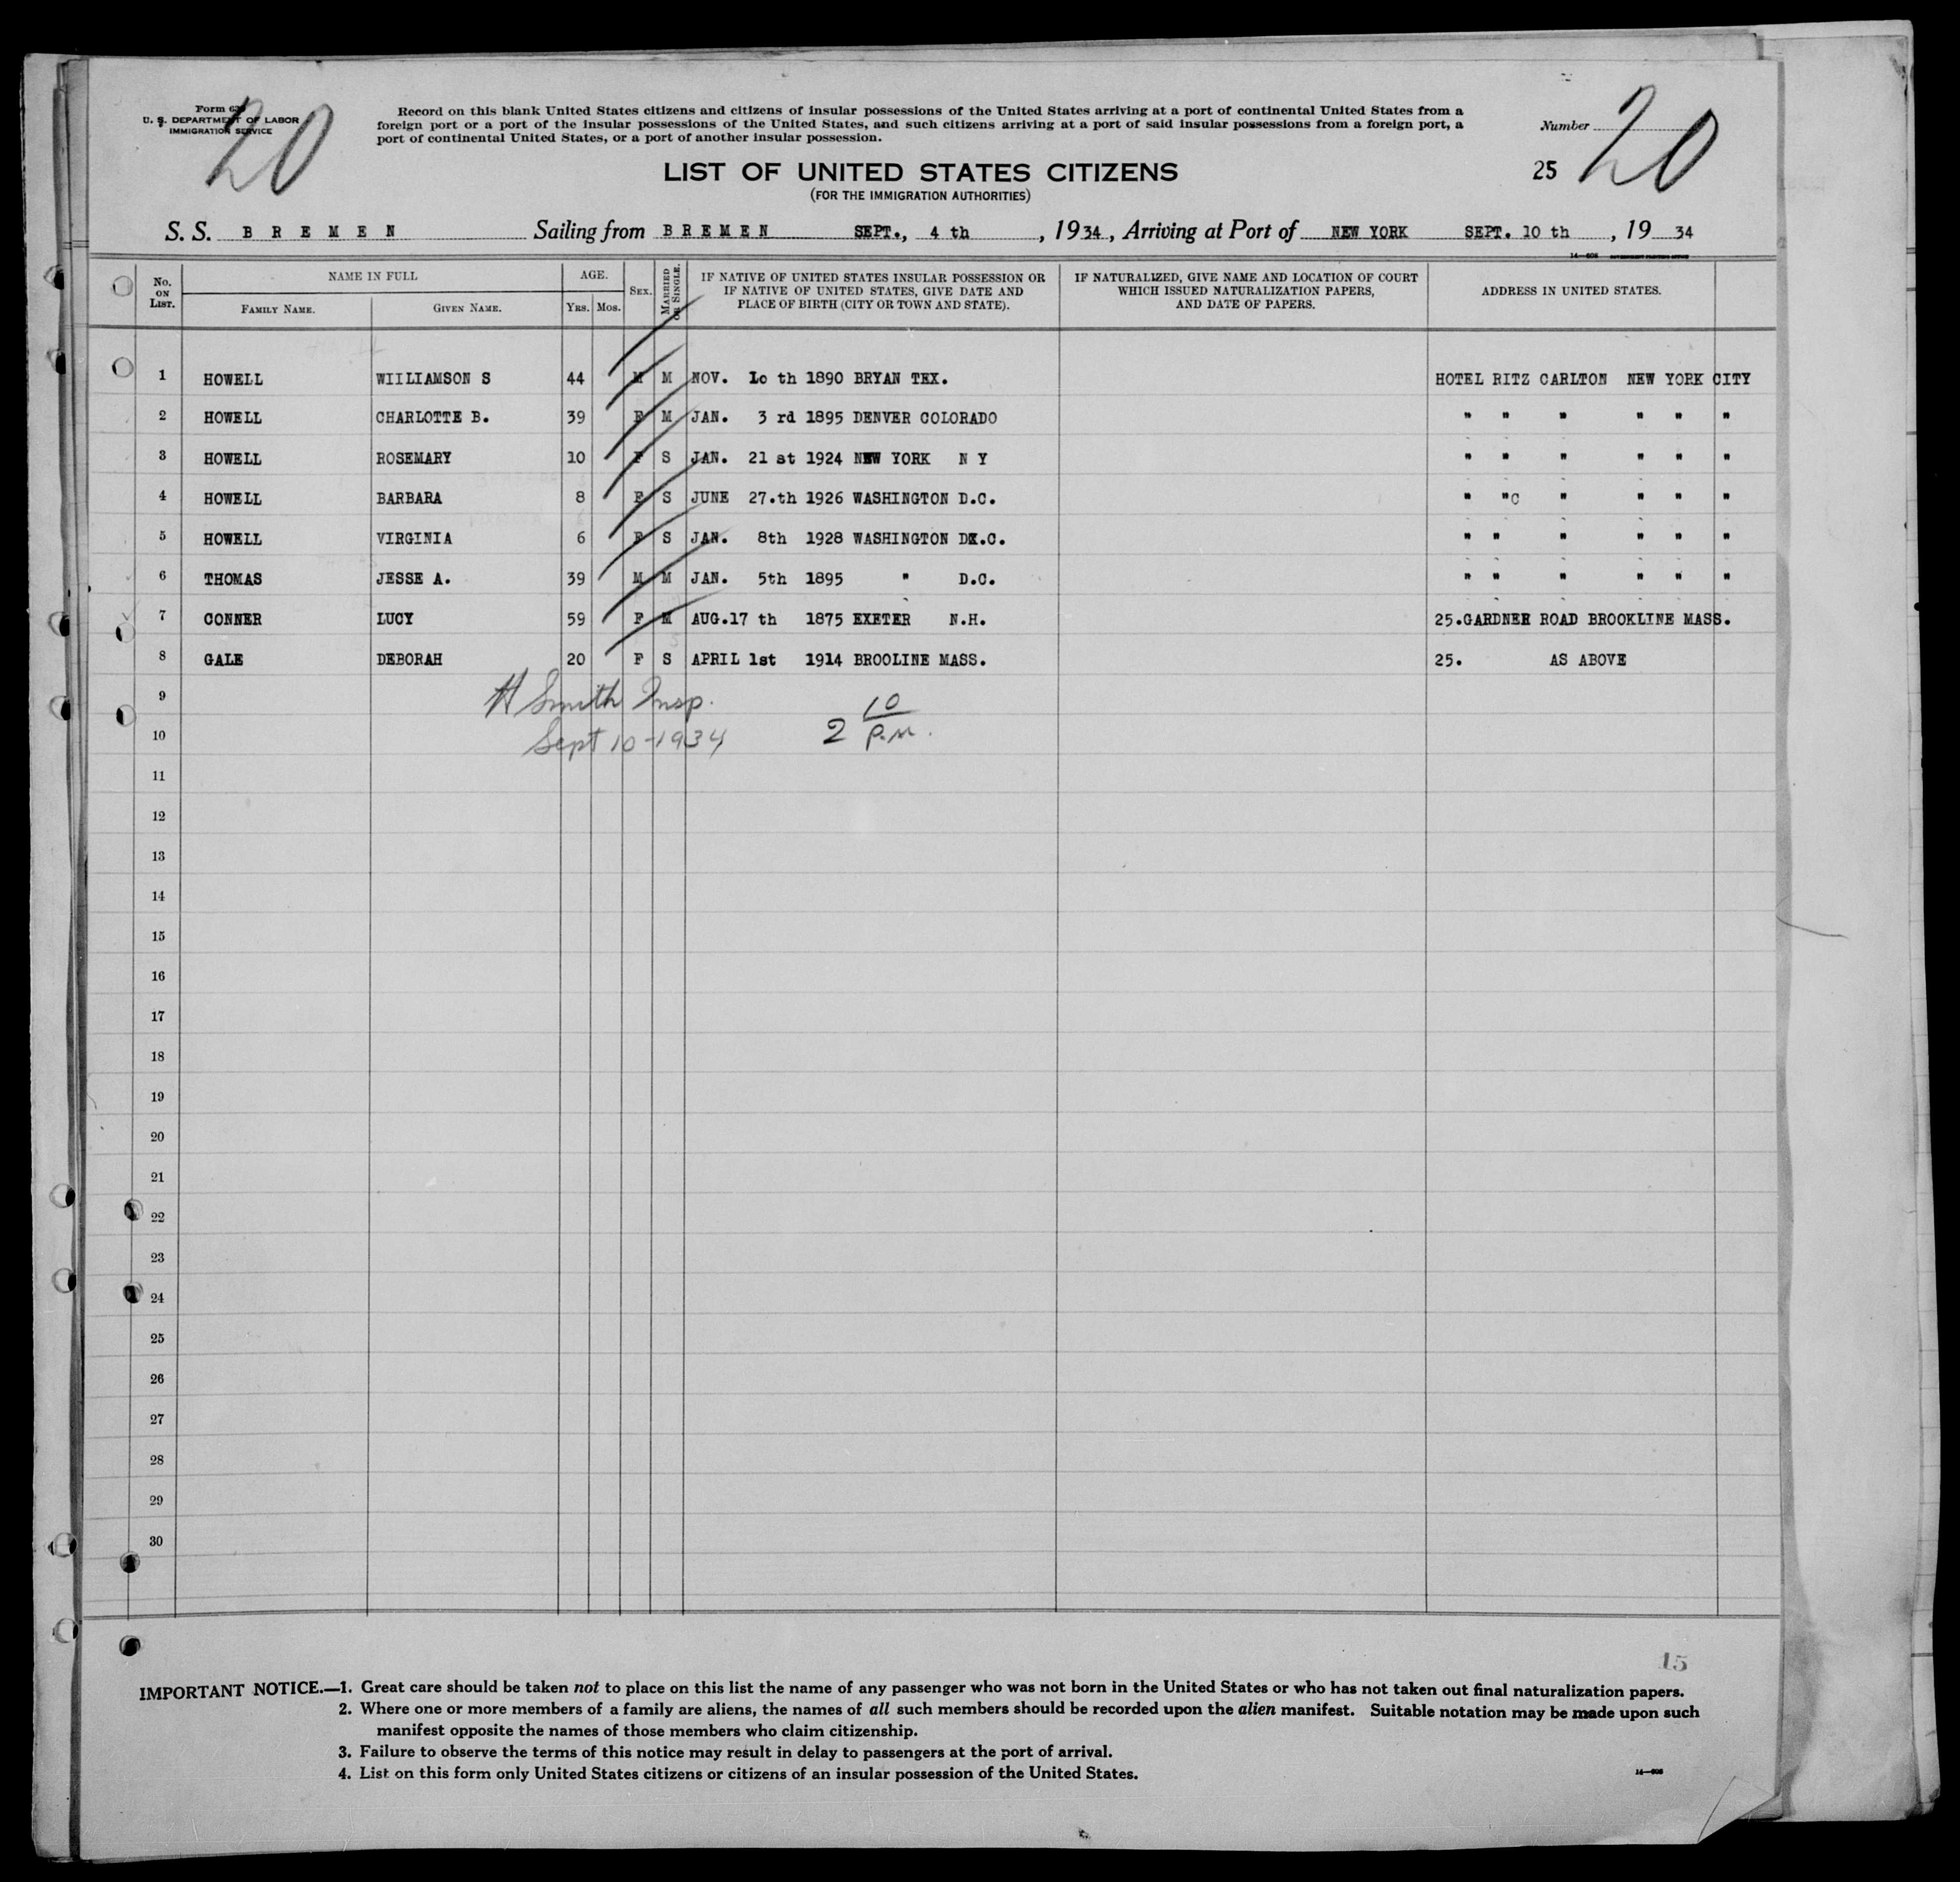 Form 630
U. S. DEPARTMENT OF LABOR
IMMIGRATION SERVICE
20
Record on this blank United States citizens and citizens of insular possessions of the United States arriving at a port of continental United States from a
foreign port or a port of the insular possessions of the United States, and such citizens arriving at a port of said insular possessions from a foreign port, a
port of continental United States, or a port of another insular possession.
Number
20
25
LIST OF UNITED STATES CITIZENS
(FOR THE IMMIGRATION AUTHORITIES)
S. S. B R E M E N Sailing from B R E M E N SEPT., 4 th , 1934, Arriving at Port of NEW YORK SEPT. 10 th , 19 34
No. ON LIST. NAME IN FULL AGE. SEX. MARRIED OR SINGLE. IF NATIVE OF UNITED STATES INSULAR POSSESSION OR IF NATIVE OF UNITED STATES, GIVE DATE AND PLACE OF BIRTH (CITY OR TOWN AND STATE). IF NATURALIZED, GIVE NAME AND LOCATION OF COURT WHICH ISSUED NATURALIZATION PAPERS, AND DATE OF PAPERS. ADDRESS IN UNITED STATES.
FAMILY NAME. GIVEN NAME. YRS. MOS.
1 HOWELL WIILIAMSON S 44 M M NOV. 1o th 1890 BRYAN TEX. HOTEL RITZ CARLTON NEW YORK CITY
2 HOWELL CHARLOTTE B. 39 F M JAN. 3 rd 1895 DENVER COLORADO " " " " " "
3 HOWELL ROSEMARY 10 F S JAN. 21 st 1924 NEW YORK N Y " " " " " "
4 HOWELL BARBARA 8 F S JUNE 27.th 1926 WASHINGTON D.C. " "C " " " "
5 HOWELL VIRGINIA 6 F S JAN. 8th 1928 WASHINGTON DX.C. " " " " " "
6 THOMAS JESSE A. 39 M M JAN. 5th 1895 " D.C. " " " " " "
7 CONNER LUCY 59 F M AUG.17 th 1875 EXETER N.H. 25.GARDNER ROAD BROOKLINE MASS.
8 GALE DEBORAH 20 F S APRIL 1st 1914 BROOLINE MASS. 25. AS ABOVE
9 H Smith Insp. 2 10 P.M.
10 Sept 10-1934
11
12
13
14
15
16
17
18
19
20
21
22
23
24
25
26
27
28
29
30
15
IMPORTANT NOTICE.—1. Great care should be taken not to place on this list the name of any passenger who was not born in the United States or who has not taken out final naturalization papers.
2. Where one or more members of a family are aliens, the names of all such members should be recorded upon the alien manifest. Suitable notation may be made upon such
manifest opposite the names of those members who claim citizenship.
3. Failure to observe the terms of this notice may result in delay to passengers at the port of arrival.
4. List on this form only United States citizens or citizens of an insular possession of the United States.